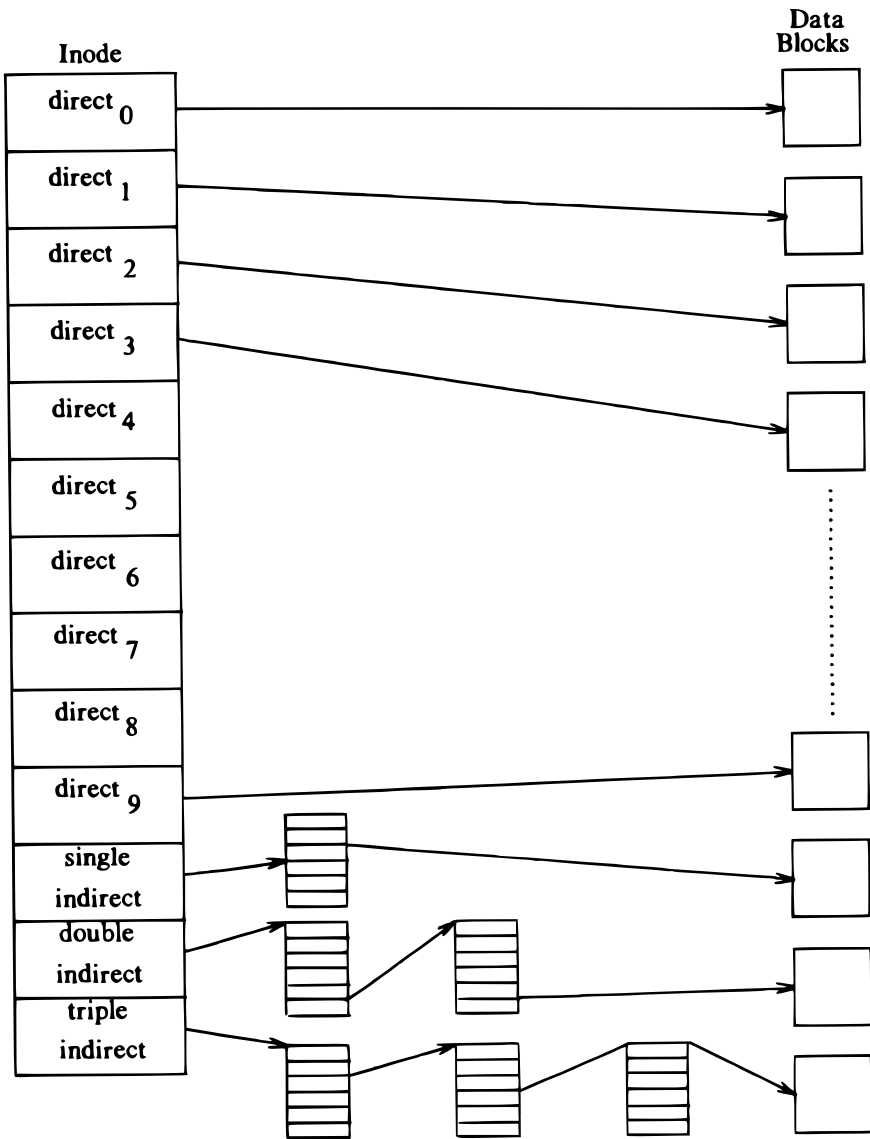 Data
Blocks
Inode
direct 0
direct 1
direct 2
direct 3
direct 4
direct 5
direct 6
direct 7
direct 8
direct 9
single
indirect
double
indirect
triple
indirect